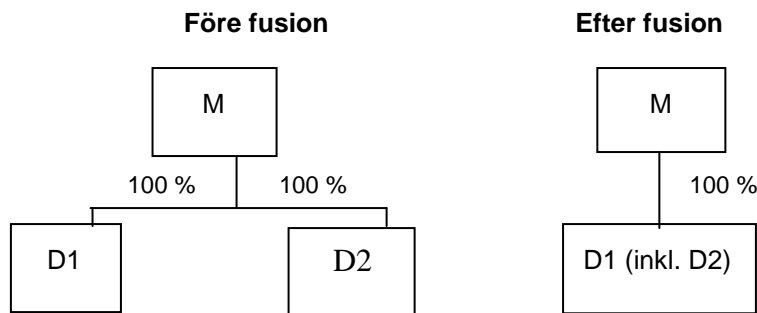 Före fusion
Efter fusion
M
M
100 %
100 %
100 %
D1
D2
D1 (inkl. D2)